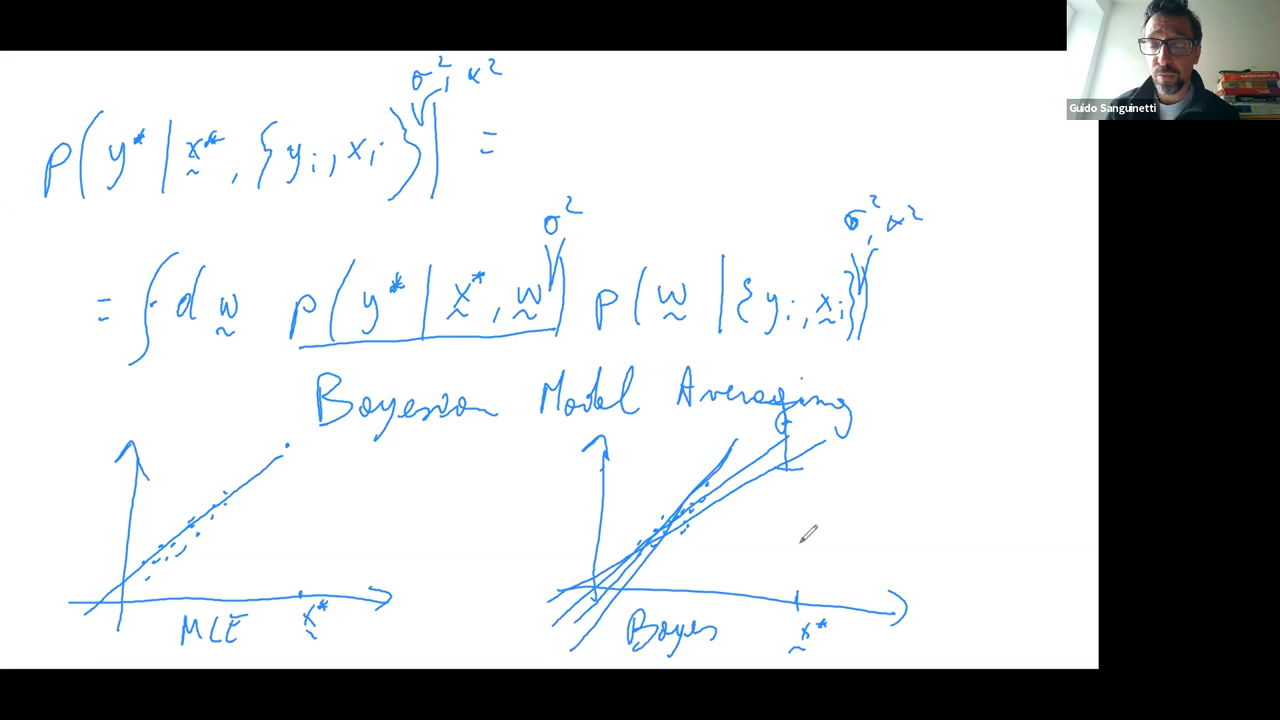 Guido Sanguinetti
σ², α²
p(y* | x*, {yᵢ, xᵢ}) =
σ² σ², α²
= ∫ dw p(y* | x*, w) p(w | {yᵢ, xᵢ})
Bayesian Model Averaging
MLE x* Bayes x*